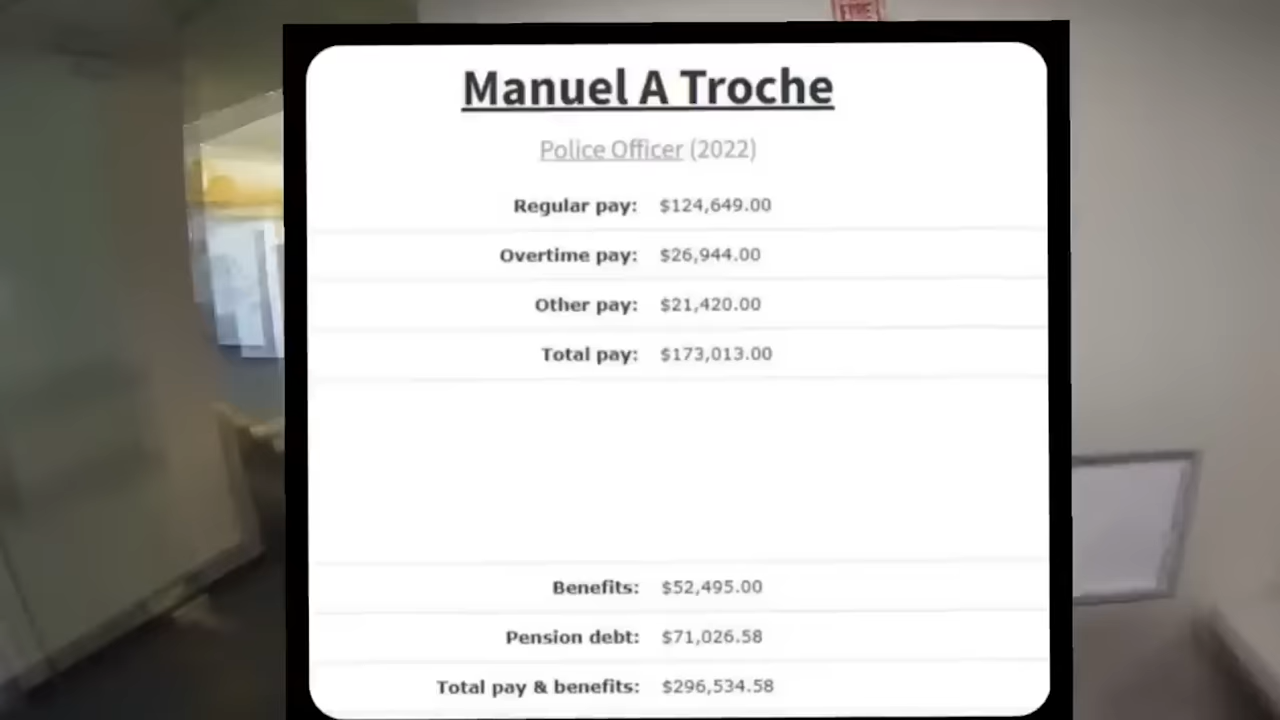 FIRE
Manuel A Troche
Police Officer (2022)
Regular pay: $124,649.00
Overtime pay: $26,944.00
Other pay: $21,420.00
Total pay: $173,013.00
Benefits: $52,495.00
Pension debt: $71,026.58
Total pay & benefits: $296,534.58